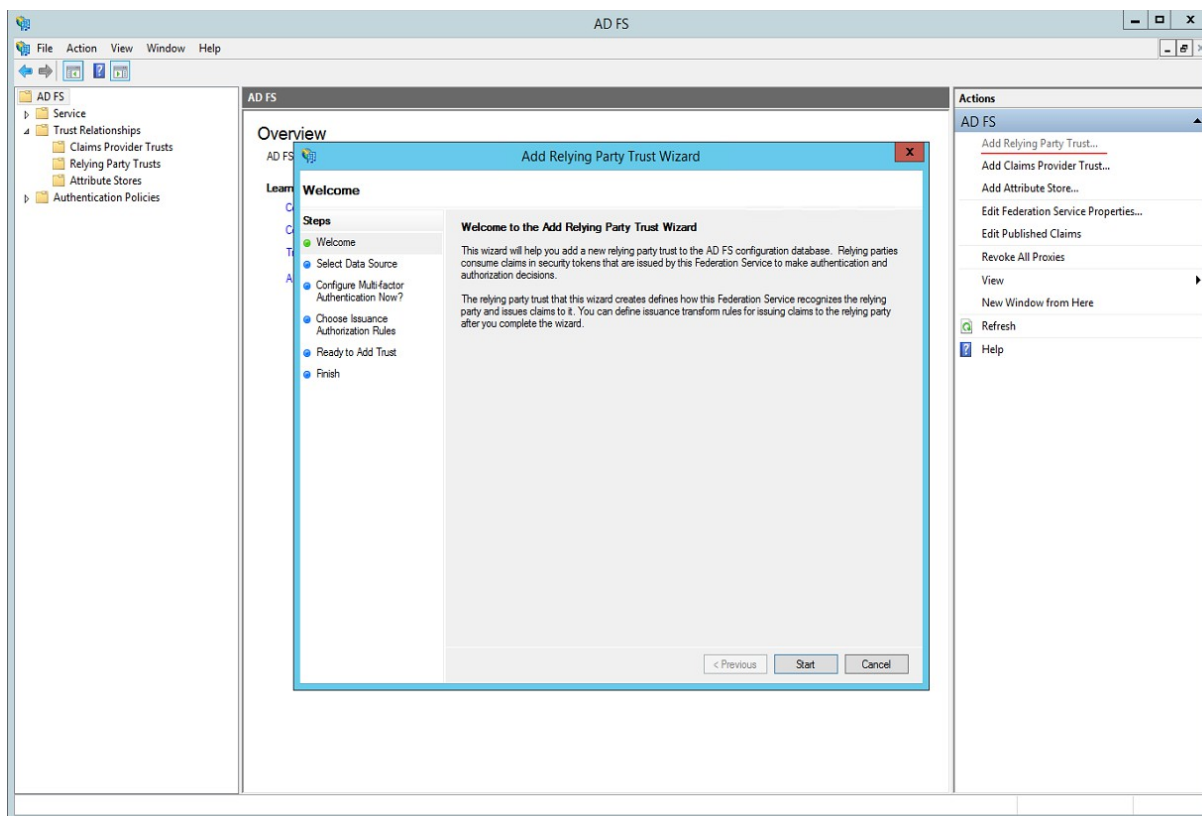 AD FS
File Action View Window Help
AD FS
Service
Trust Relationships
Claims Provider Trusts
Relying Party Trusts
Attribute Stores
Authentication Policies
AD FS
Overview
AD FS
Learn
Add Relying Party Trust Wizard
Welcome
Steps
Welcome
Select Data Source
Configure Multi-factor
Authentication Now?
Choose Issuance
Authorization Rules
Ready to Add Trust
Finish
Welcome to the Add Relying Party Trust Wizard
This wizard will help you add a new relying party trust to the AD FS configuration database. Relying parties
consume claims in security tokens that are issued by this Federation Service to make authentication and
authorization decisions.
The relying party trust that this wizard creates defines how this Federation Service recognizes the relying
party and issues claims to it. You can define issuance transform rules for issuing claims to the relying party
after you complete the wizard.
< Previous Start Cancel
Actions
AD FS
Add Relying Party Trust...
Add Claims Provider Trust...
Add Attribute Store...
Edit Federation Service Properties...
Edit Published Claims
Revoke All Proxies
View
New Window from Here
Refresh
Help